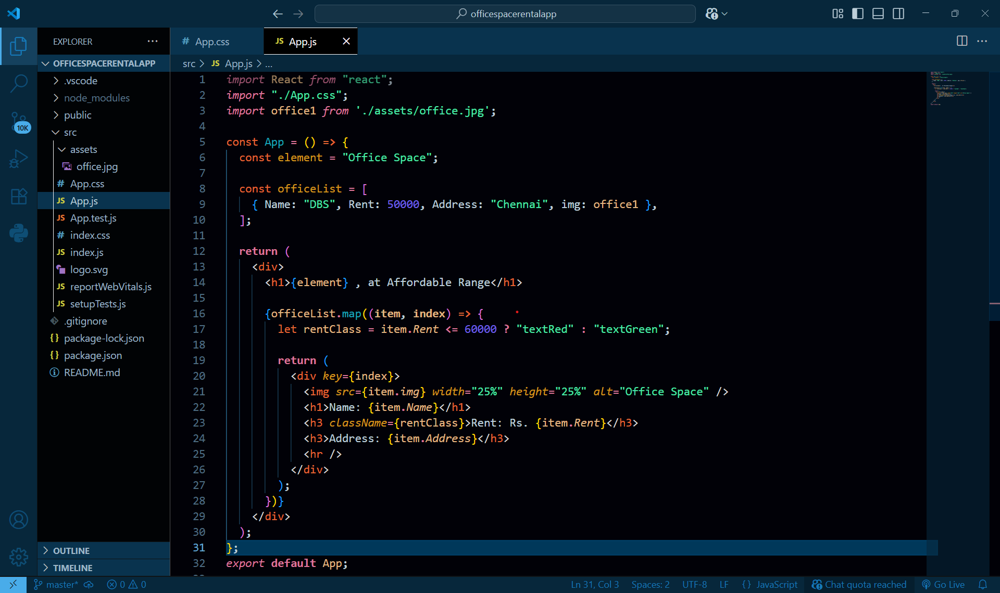 officespacerentalapp
EXPLORER
# App.css
JS App.js
OFFICESPACERENTALAPP
src > JS App.js > ...
.vscode
node_modules
public
src
assets
office.jpg
# App.css
JS App.js
JS App.test.js
# index.css
JS index.js
logo.svg
JS reportWebVitals.js
JS setupTests.js
.gitignore
{} package-lock.json
{} package.json
README.md
OUTLINE
TIMELINE
10K
1 import React from "react";
2 import "./App.css";
3 import office1 from './assets/office.jpg';
4
5 const App = () => {
6   const element = "Office Space";
7
8   const officeList = [
9     { Name: "DBS", Rent: 50000, Address: "Chennai", img: office1 },
10   ];
11
12   return (
13     <div>
14       <h1>{element} , at Affordable Range</h1>
15
16       {officeList.map((item, index) => {
17         let rentClass = item.Rent <= 60000 ? "textRed" : "textGreen";
18
19         return (
20           <div key={index}>
21             <img src={item.img} width="25%" height="25%" alt="Office Space" />
22             <h1>Name: {item.Name}</h1>
23             <h3 className={rentClass}>Rent: Rs. {item.Rent}</h3>
24             <h3>Address: {item.Address}</h3>
25             <hr />
26           </div>
27         );
28       })}
29     </div>
30   );
31 };
32 export default App;
master* 0 0 Ln 31, Col 3 Spaces: 2 UTF-8 LF {} JavaScript Chat quota reached Go Live